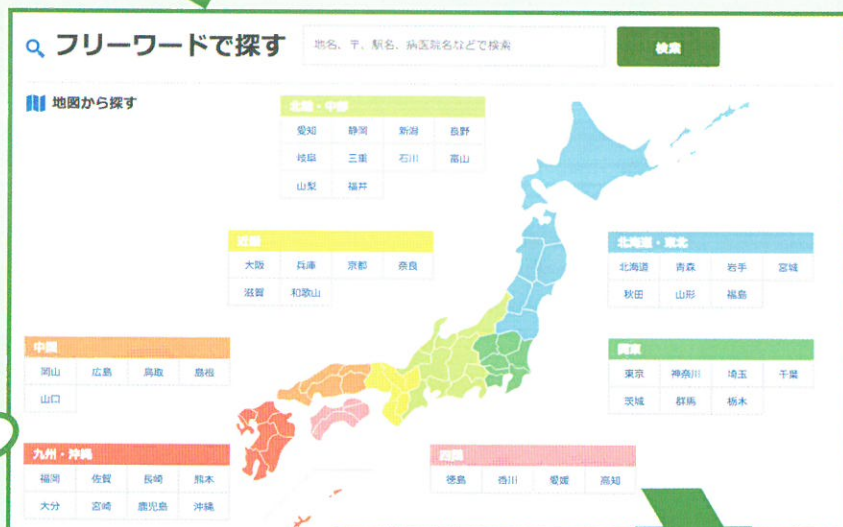 フリーワードで探す
地名、〒、駅名、病医院名などで検索
検索
地図から探す
北陸・中部
愛知 静岡 新潟 長野
岐阜 三重 石川 富山
山梨 福井
近畿
大阪 兵庫 京都 奈良
滋賀 和歌山
北海道・東北
北海道 青森 岩手 宮城
秋田 山形 福島
中国
岡山 広島 鳥取 島根
山口
関東
東京 神奈川 埼玉 千葉
茨城 群馬 栃木
九州・沖縄
福岡 佐賀 長崎 熊本
大分 宮崎 鹿児島 沖縄
四国
徳島 香川 愛媛 高知